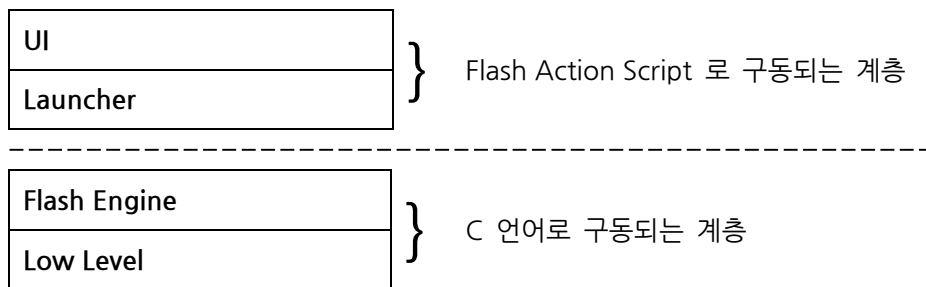 UI
Launcher
Flash Action Script 로 구동되는 계층
Flash Engine
Low Level
C 언어로 구동되는 계층